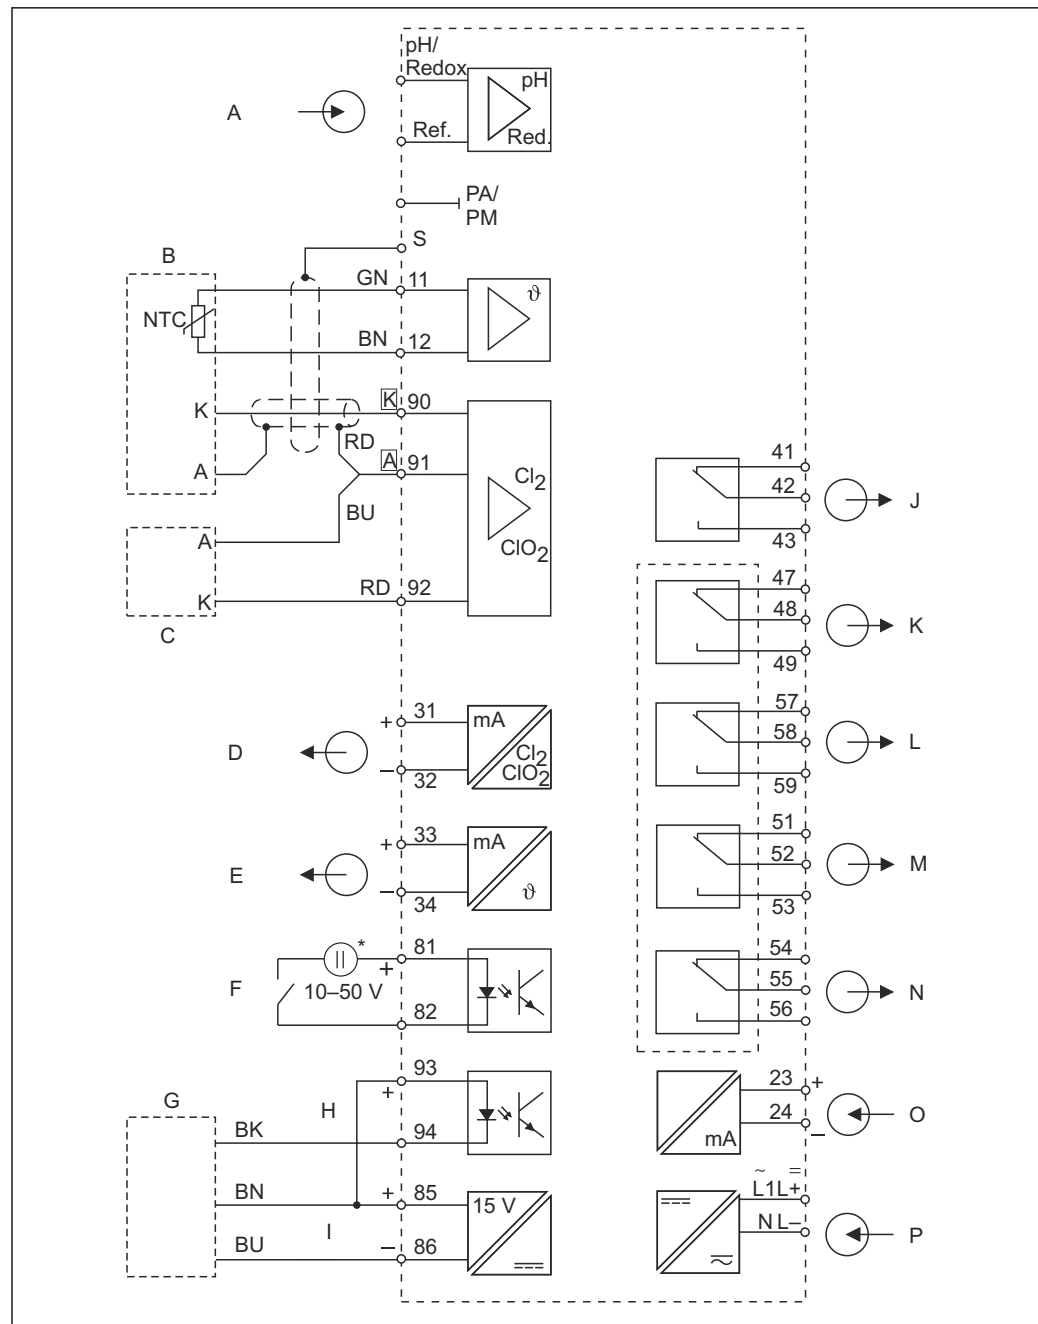 pH/
Redox
pH
A
Ref.
Red.
PA/
PM
S
B
GN 11
ϑ
NTC
BN 12
K K 90
RD
A A 91
Cl2
BU
ClO2
A
RD 92
K
C
41
42
J
43
47
48
K
49
57
58
L
59
51
52
M
53
54
55
N
56
+ 31
mA
D
Cl2
ClO2
– 32
+ 33
mA
E
ϑ
– 34
* 81
+
F
10–50 V
82
93
+
G
H
BK 94
BN + 85
15 V
I
BU – 86
23 +
24
O
–
mA
~ =
L1L+
N L–
P